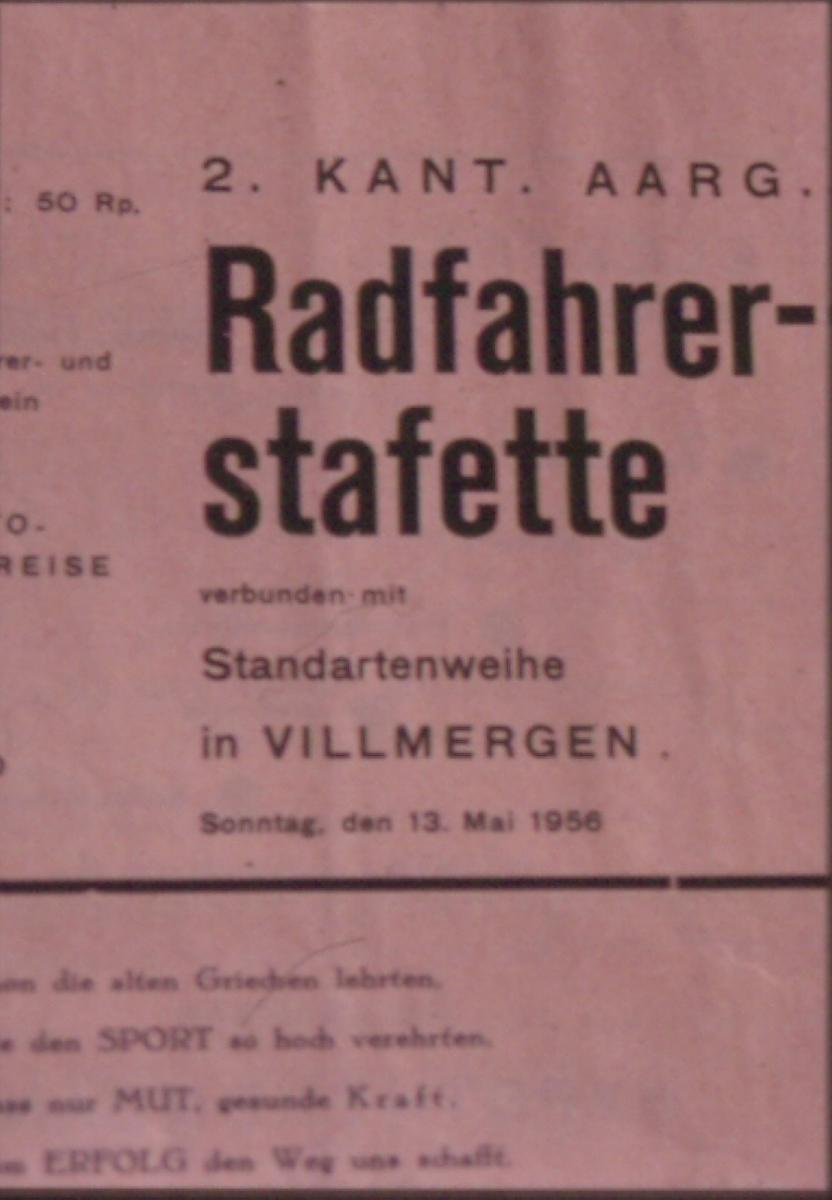 : 50 Rp.
rer- und
ein
O-
REISE
2. KANT. AARG.
Radfahrer-
stafette
verbunden mit
Standartenweihe
in VILLMERGEN.
Sonntag, den 13. Mai 1956
die alten Griechen lehrten,
den SPORT so hoch verehrten,
nur MUT, gesunde Kraft,
ERFOLG den Weg uns schafft.